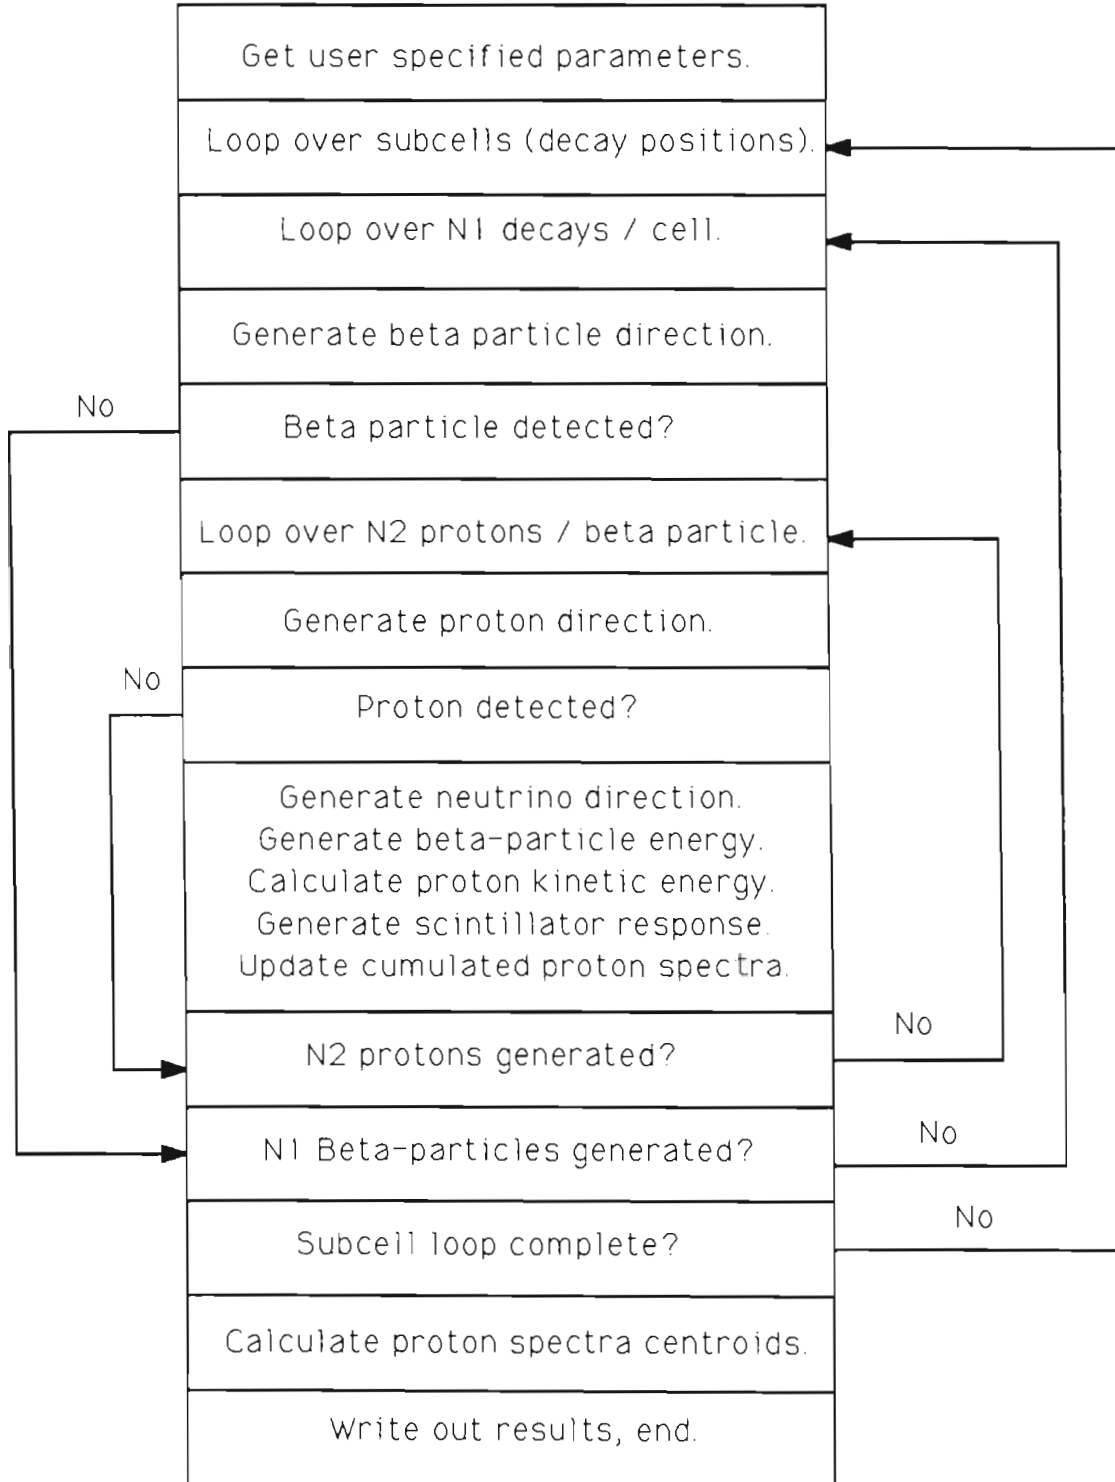 Get user specified parameters.
Loop over subcells (decay positions).
Loop over N1 decays / cell.
Generate beta particle direction.
No
Beta particle detected?
Loop over N2 protons / beta particle.
Generate proton direction.
No
Proton detected?
Generate neutrino direction.
Generate beta-particle energy.
Calculate proton kinetic energy.
Generate scintillator response.
Update cumulated proton spectra.
No
N2 protons generated?
No
N1 Beta-particles generated?
No
Subcell loop complete?
Calculate proton spectra centroids.
Write out results, end.